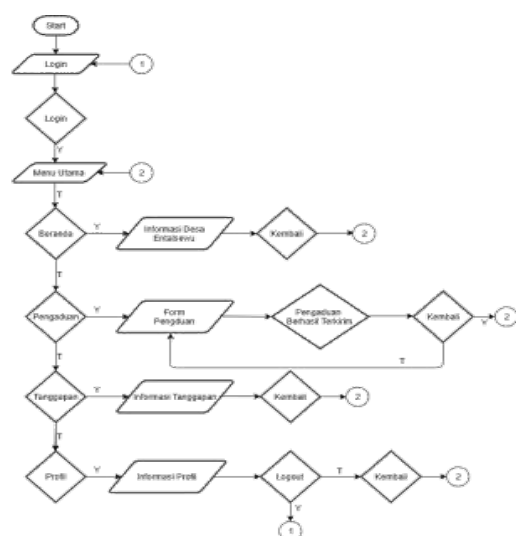 Start
Login
1
Login
Y
Menu Utama
2
T
Beranda
Y
Informasi Desa
Entalsewu
Kembali
2
T
Pengaduan
Y
Form
Pengduan
Pengaduan
Berhasil Terkirim
Kembali
Y
2
T
T
Tanggapan
Y
Informasi Tanggapan
Kembali
2
T
Profil
Y
Informasi Profil
Logout
T
Kembali
2
Y
1